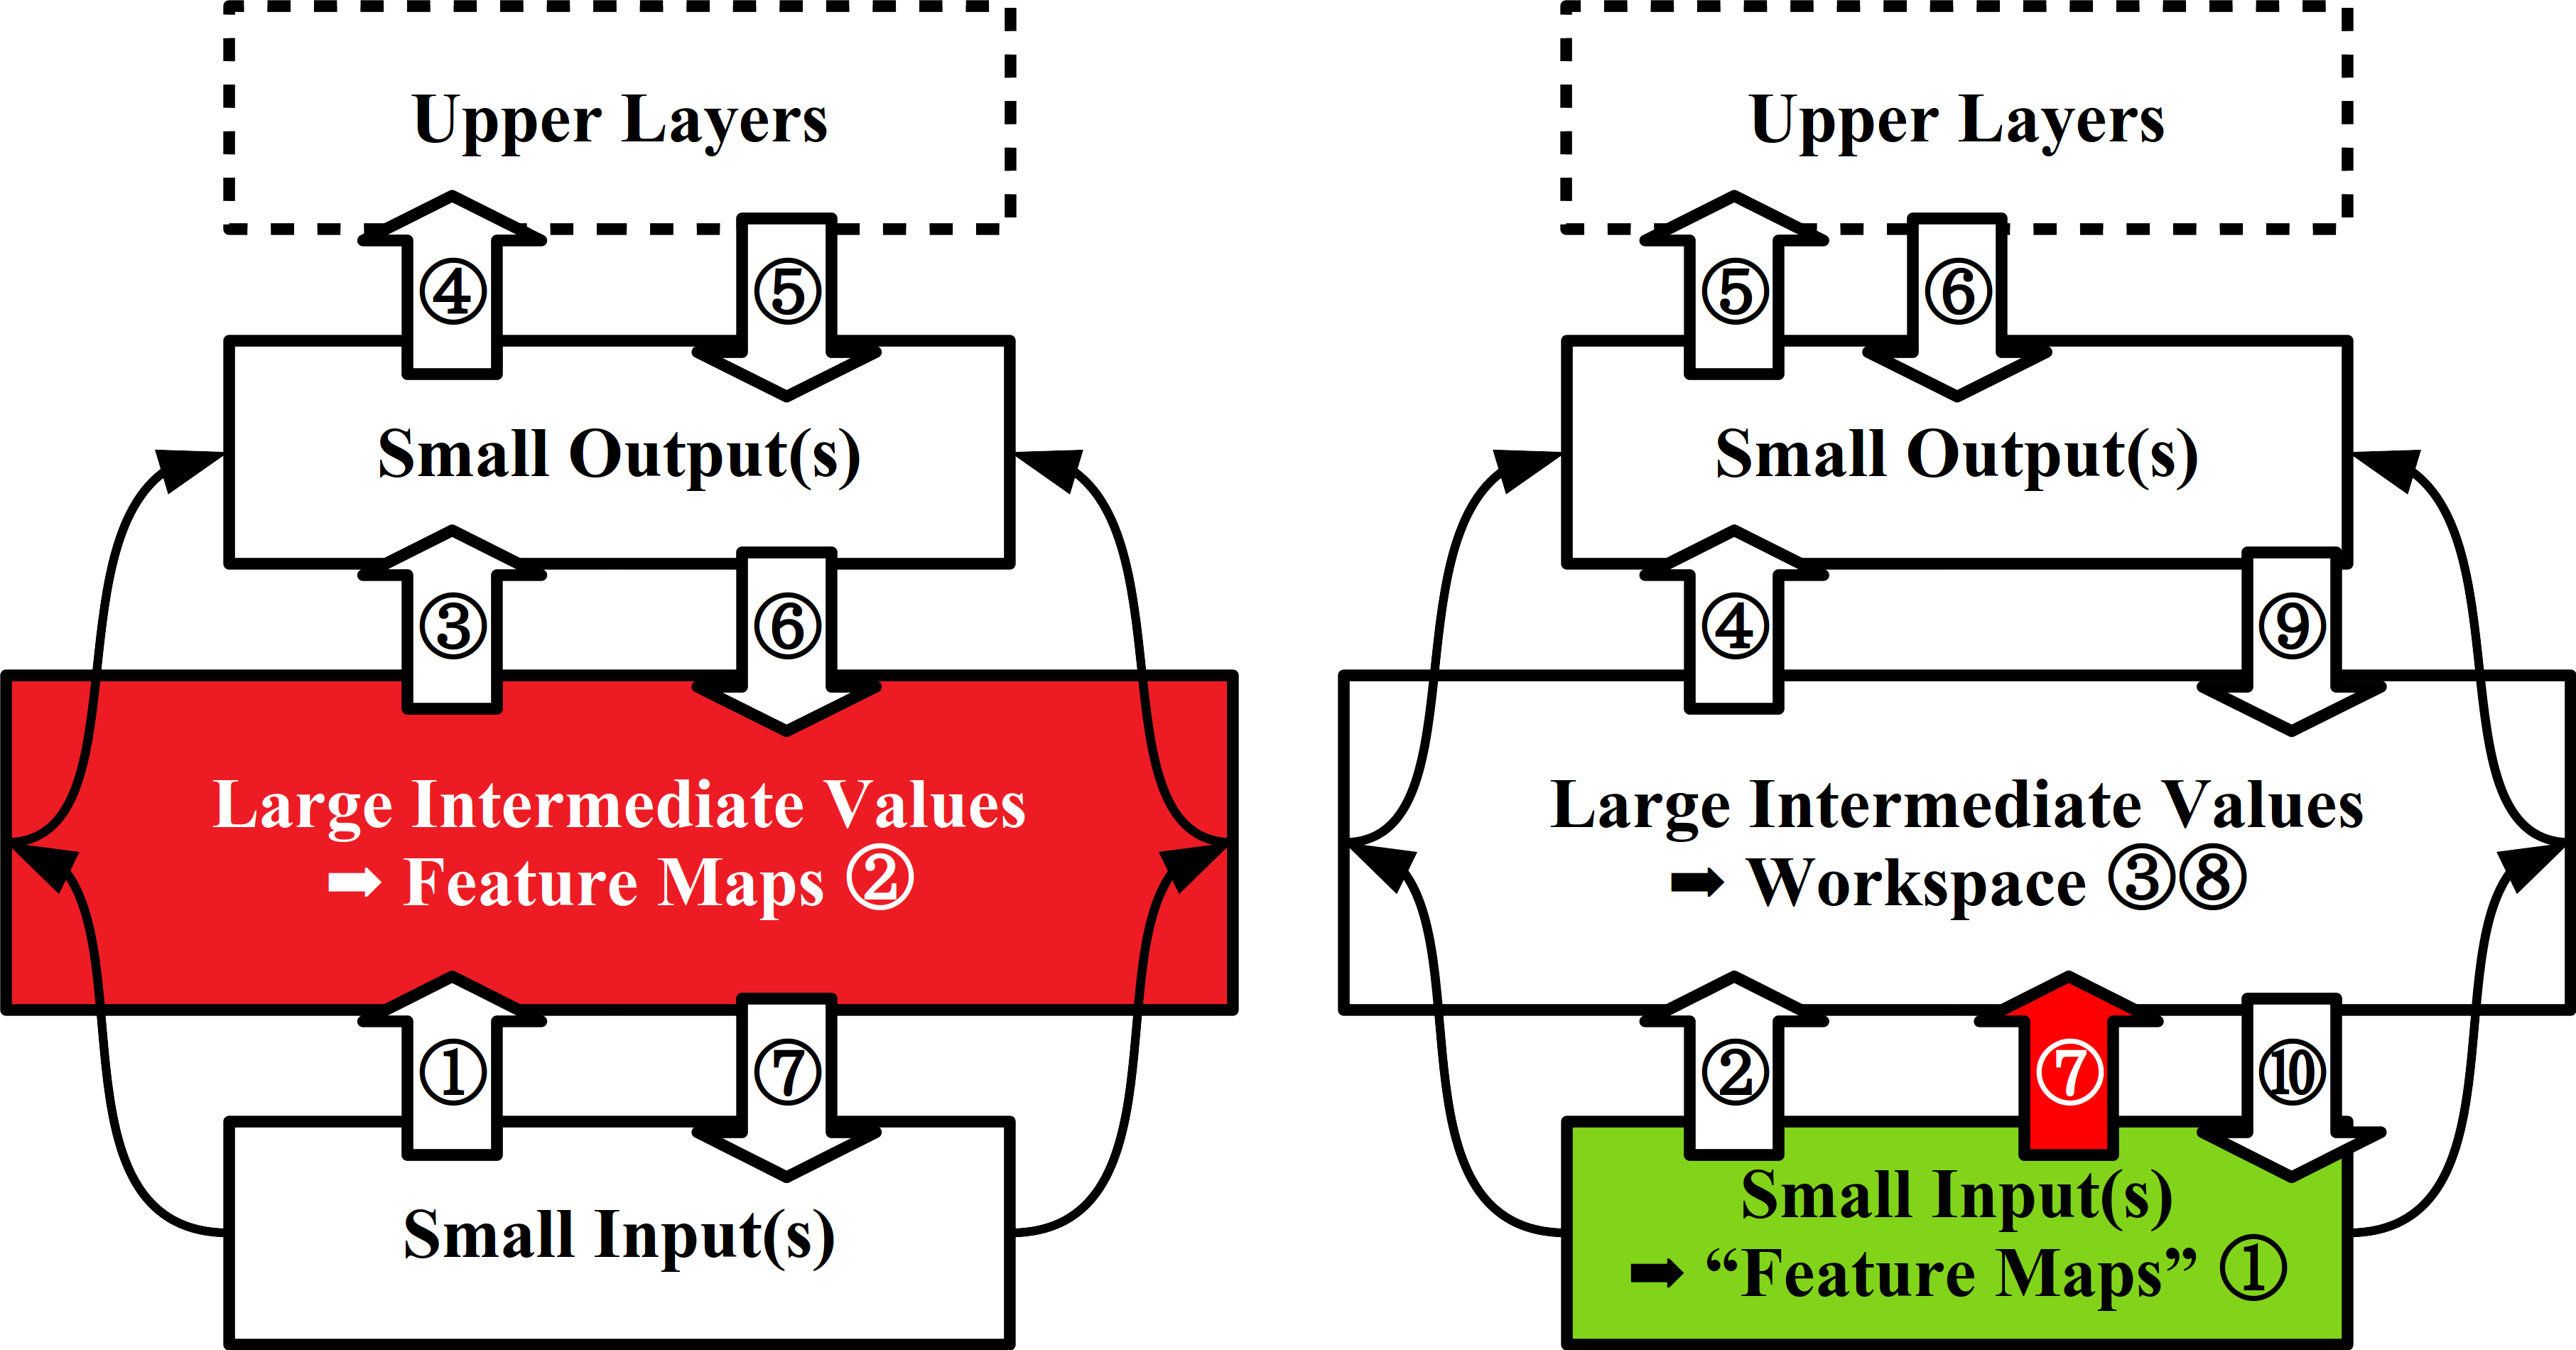 Upper Layers
④ ⑤
Small Output(s)
③ ⑥
Large Intermediate Values
➡ Feature Maps ②
① ⑦
Small Input(s)
Upper Layers
⑤ ⑥
Small Output(s)
④ ⑨
Large Intermediate Values
➡ Workspace ③⑧
② ⑦ ⑩
Small Input(s)
➡ “Feature Maps” ①